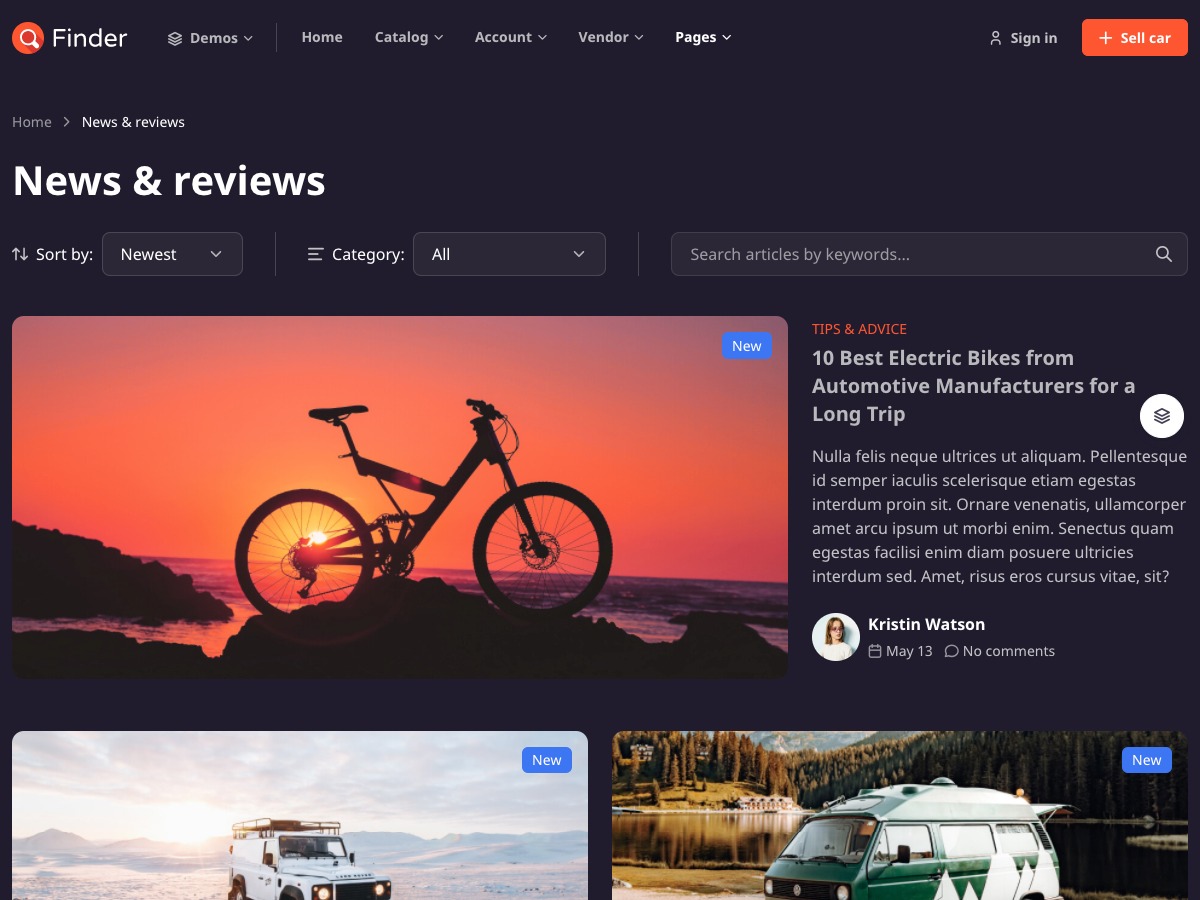 Finder
Demos
Home
Catalog
Account
Vendor
Pages
Sign in
Sell car
Home
News & reviews
News & reviews
Sort by:
Newest
Category:
All
Search articles by keywords...
New
TIPS & ADVICE
10 Best Electric Bikes from
Automotive Manufacturers for a
Long Trip
Nulla felis neque ultrices ut aliquam. Pellentesque
id semper iaculis scelerisque etiam egestas
interdum proin sit. Ornare venenatis, ullamcorper
amet arcu ipsum ut morbi enim. Senectus quam
egestas facilisi enim diam posuere ultricies
interdum sed. Amet, risus eros cursus vitae, sit?
Kristin Watson
May 13
No comments
New
New